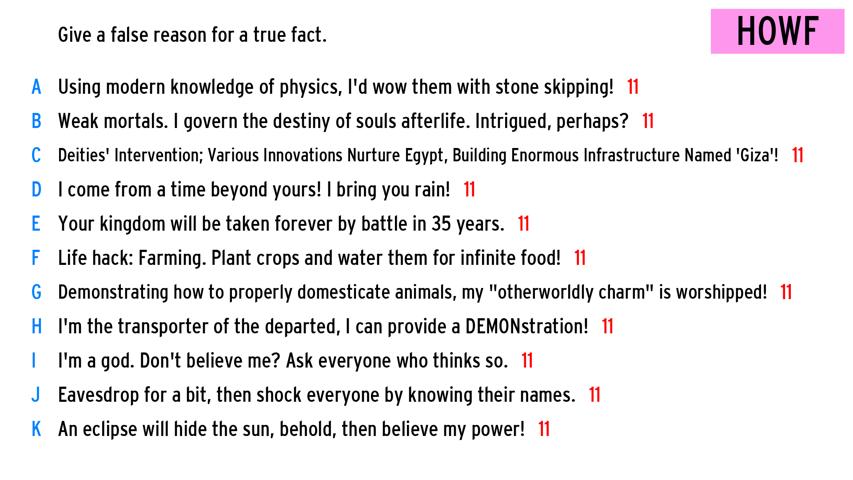 Give a false reason for a true fact.
HOWF
A Using modern knowledge of physics, I'd wow them with stone skipping! 11
B Weak mortals. I govern the destiny of souls afterlife. Intrigued, perhaps? 11
C Deities' Intervention; Various Innovations Nurture Egypt, Building Enormous Infrastructure Named 'Giza'! 11
D I come from a time beyond yours! I bring you rain! 11
E Your kingdom will be taken forever by battle in 35 years. 11
F Life hack: Farming. Plant crops and water them for infinite food! 11
G Demonstrating how to properly domesticate animals, my "otherworldly charm" is worshipped! 11
H I'm the transporter of the departed, I can provide a DEMONstration! 11
I I'm a god. Don't believe me? Ask everyone who thinks so. 11
J Eavesdrop for a bit, then shock everyone by knowing their names. 11
K An eclipse will hide the sun, behold, then believe my power! 11